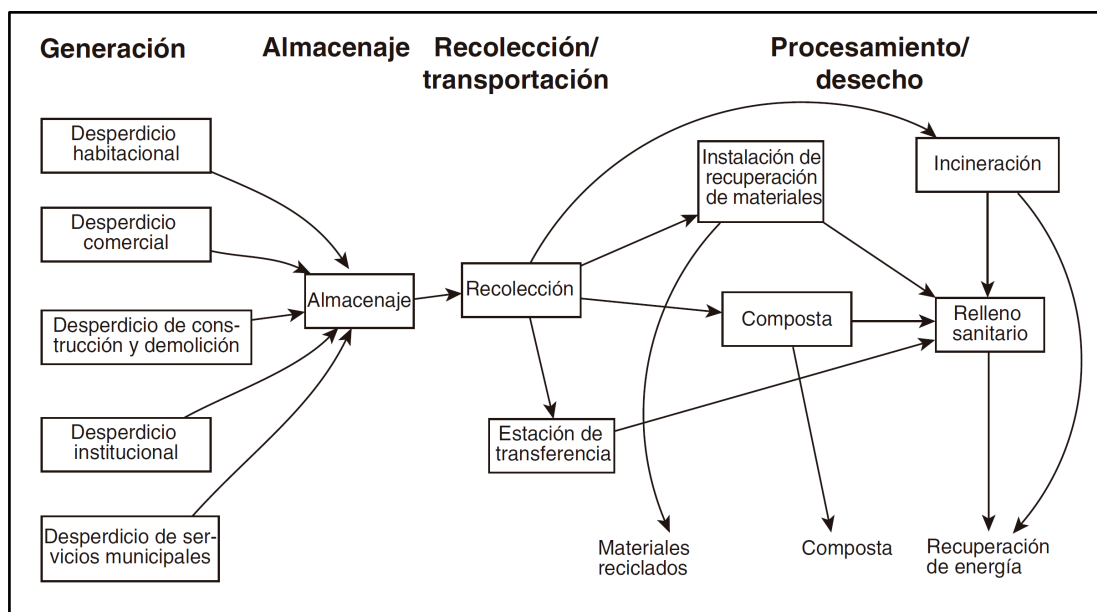 Generación
Almacenaje
Recolección/
transportación
Procesamiento/
desecho
Desperdicio
habitacional
Desperdicio
comercial
Desperdicio de cons-
trucción y demolición
Desperdicio
institucional
Desperdicio de ser-
vicios municipales
Almacenaje
Recolección
Estación de
transferencia
Instalación de
recuperación
de materiales
Composta
Incineración
Relleno
sanitario
Materiales
reciclados
Composta
Recuperación
de energía